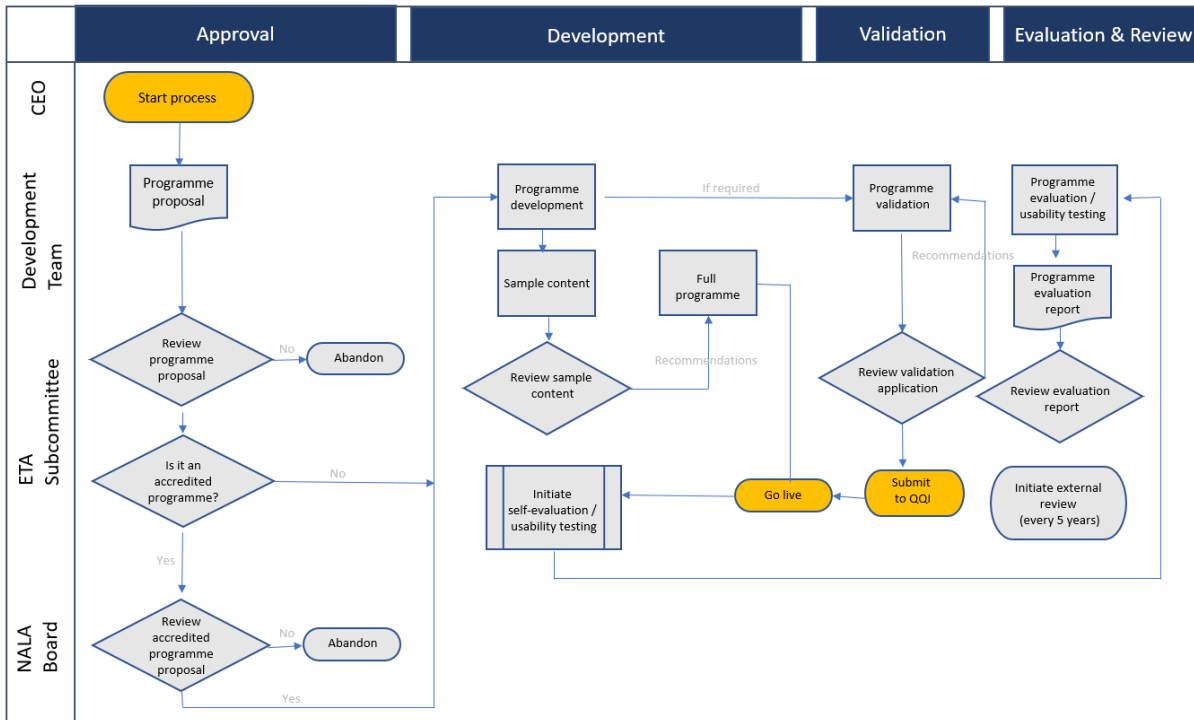 Approval
Development
Validation
Evaluation & Review
CEO
Development
Team
ETA
Subcommittee
NALA
Board
Start process
Programme
proposal
Review
programme
proposal
No
Abandon
Is it an
accredited
programme?
No
Yes
Review
accredited
programme
proposal
No
Abandon
Yes
Programme
development
If required
Sample content
Full
programme
Review sample
content
Recommendations
Initiate
self-evaluation /
usability testing
Go live
Programme
validation
Recommendations
Review validation
application
Submit
to QQI
Programme
evaluation /
usability testing
Programme
evaluation
report
Review evaluation
report
Initiate external
review
(every 5 years)